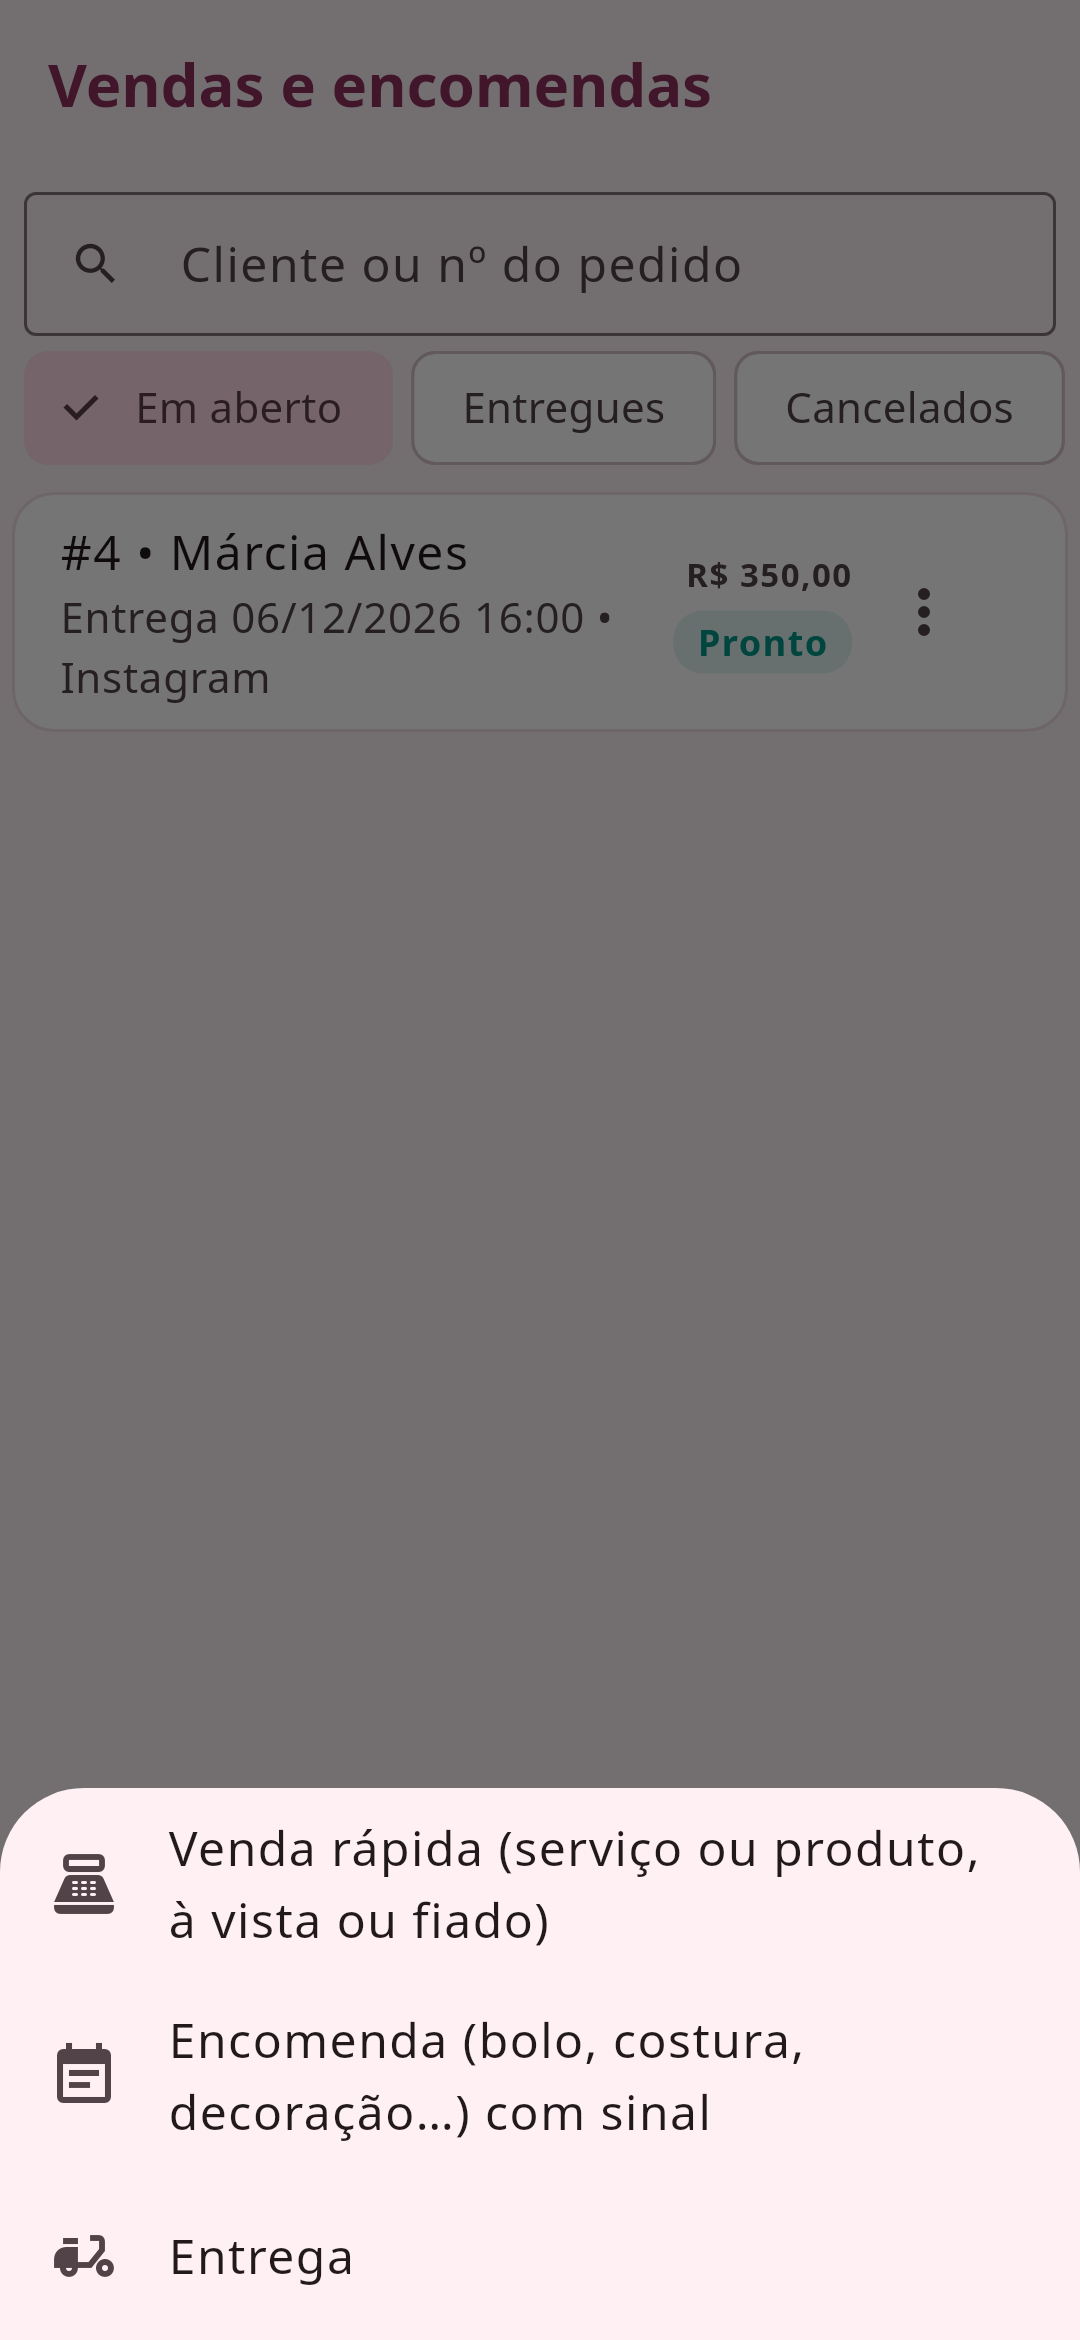 Vendas e encomendas
Cliente ou nº do pedido
Em aberto
Entregues
Cancelados
#4 • Márcia Alves
R$ 350,00
Entrega 06/12/2026 16:00 •
Pronto
Instagram
Venda rápida (serviço ou produto,
à vista ou fiado)
Encomenda (bolo, costura,
decoração…) com sinal
Entrega